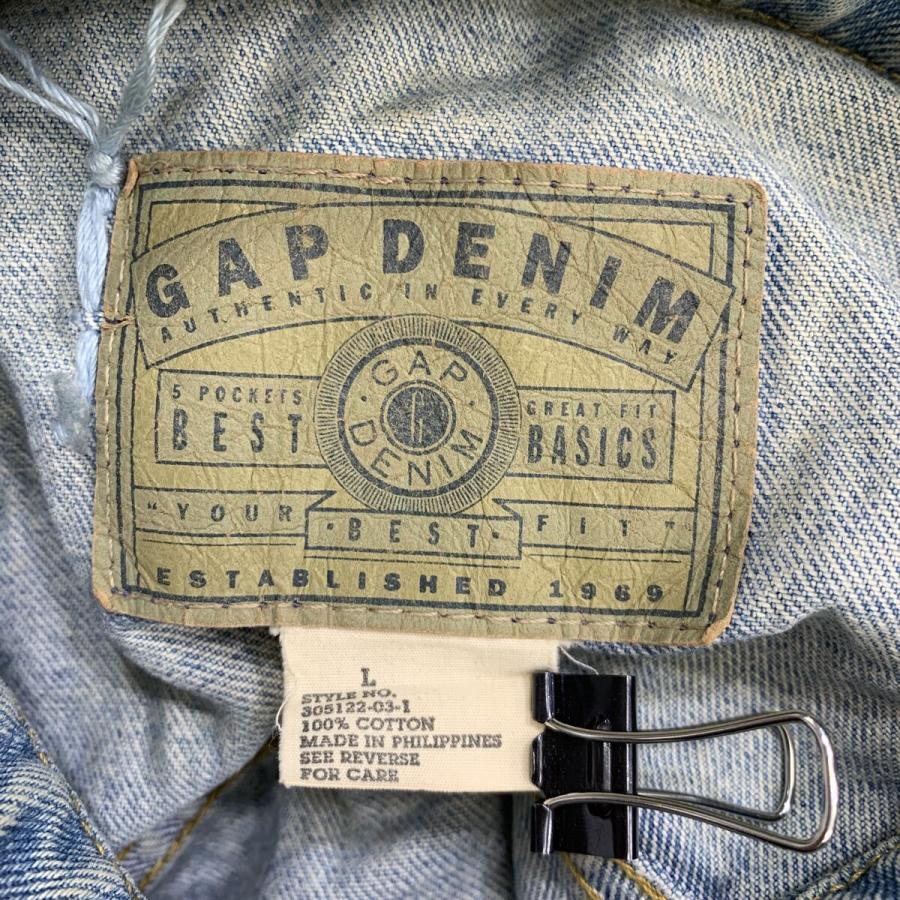 GAP DENIM
AUTHENTIC IN EVERY WAY
5 POCKETS
BEST
GAP
G
DENIM
GREAT FIT
BASICS
"YOUR
·BEST·
FIT"
ESTABLISHED 1969
L
STYLE NO.
305122-03-1
100% COTTON
MADE IN PHILIPPINES
SEE REVERSE
FOR CARE